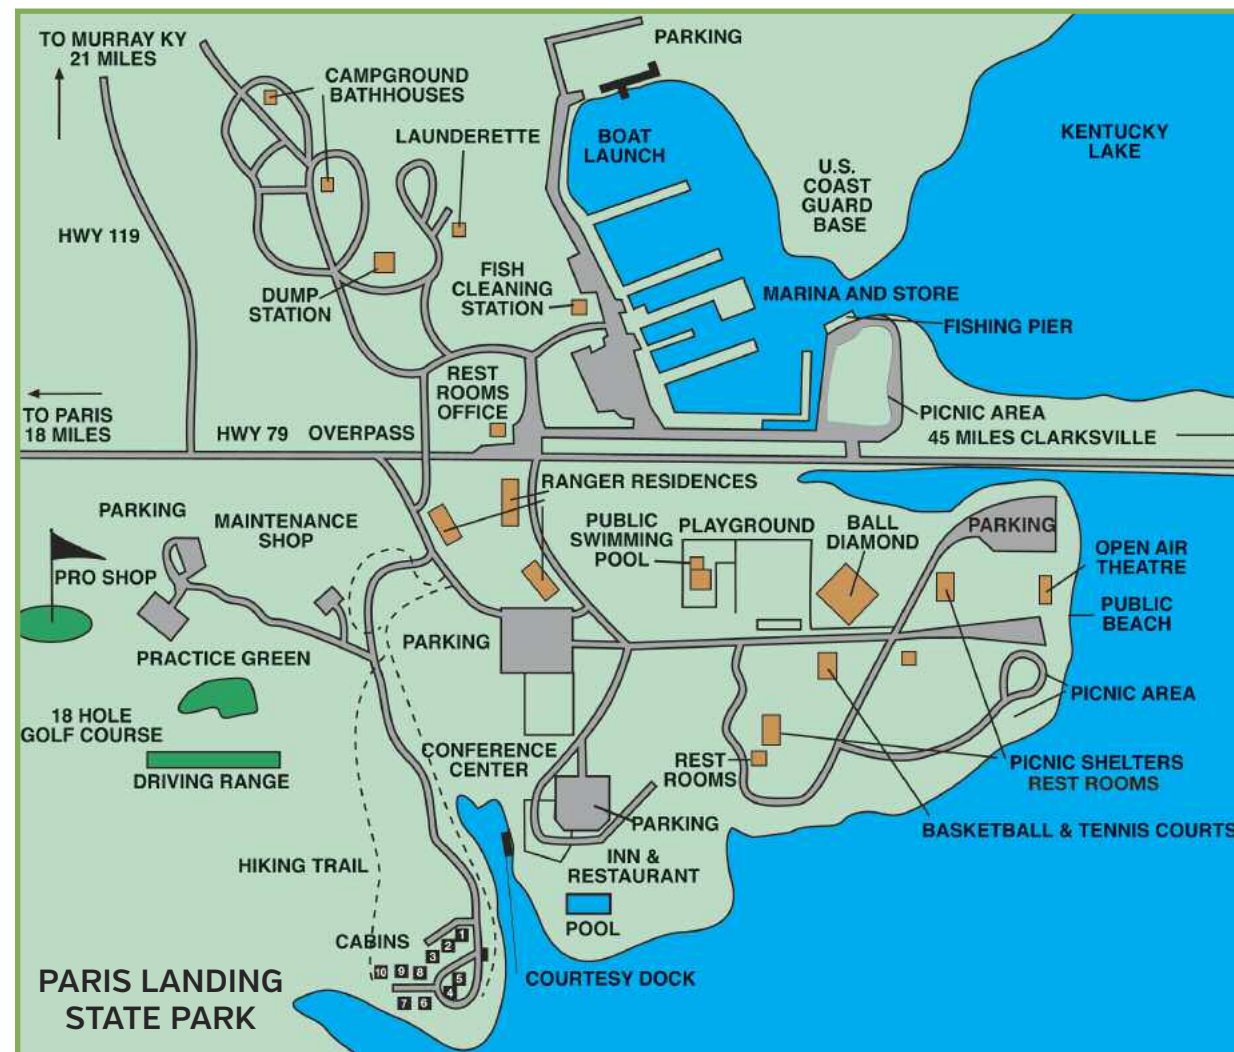 TO MURRAY KY
21 MILES
PARKING
CAMPGROUND
BATHHOUSES
LAUNDERETTE
BOAT
LAUNCH
KENTUCKY
LAKE
U.S.
COAST
GUARD
BASE
HWY 119
FISH
CLEANING
STATION
DUMP
STATION
MARINA AND STORE
FISHING PIER
REST
ROOMS
OFFICE
TO PARIS
18 MILES
HWY 79 OVERPASS
PICNIC AREA
45 MILES CLARKSVILLE
RANGER RESIDENCES
PARKING
MAINTENANCE
SHOP
PUBLIC
SWIMMING
POOL
PLAYGROUND
BALL
DIAMOND
PARKING
OPEN AIR
THEATRE
PRO SHOP
PUBLIC
BEACH
PARKING
PRACTICE GREEN
PICNIC AREA
18 HOLE
GOLF COURSE
DRIVING RANGE
CONFERENCE
CENTER
REST
ROOMS
PICNIC SHELTERS
REST ROOMS
PARKING
BASKETBALL & TENNIS COURTS
HIKING TRAIL
INN &
RESTAURANT
POOL
CABINS
1
2
3
10
9
8
5
4
7
6
COURTESY DOCK
PARIS LANDING
STATE PARK